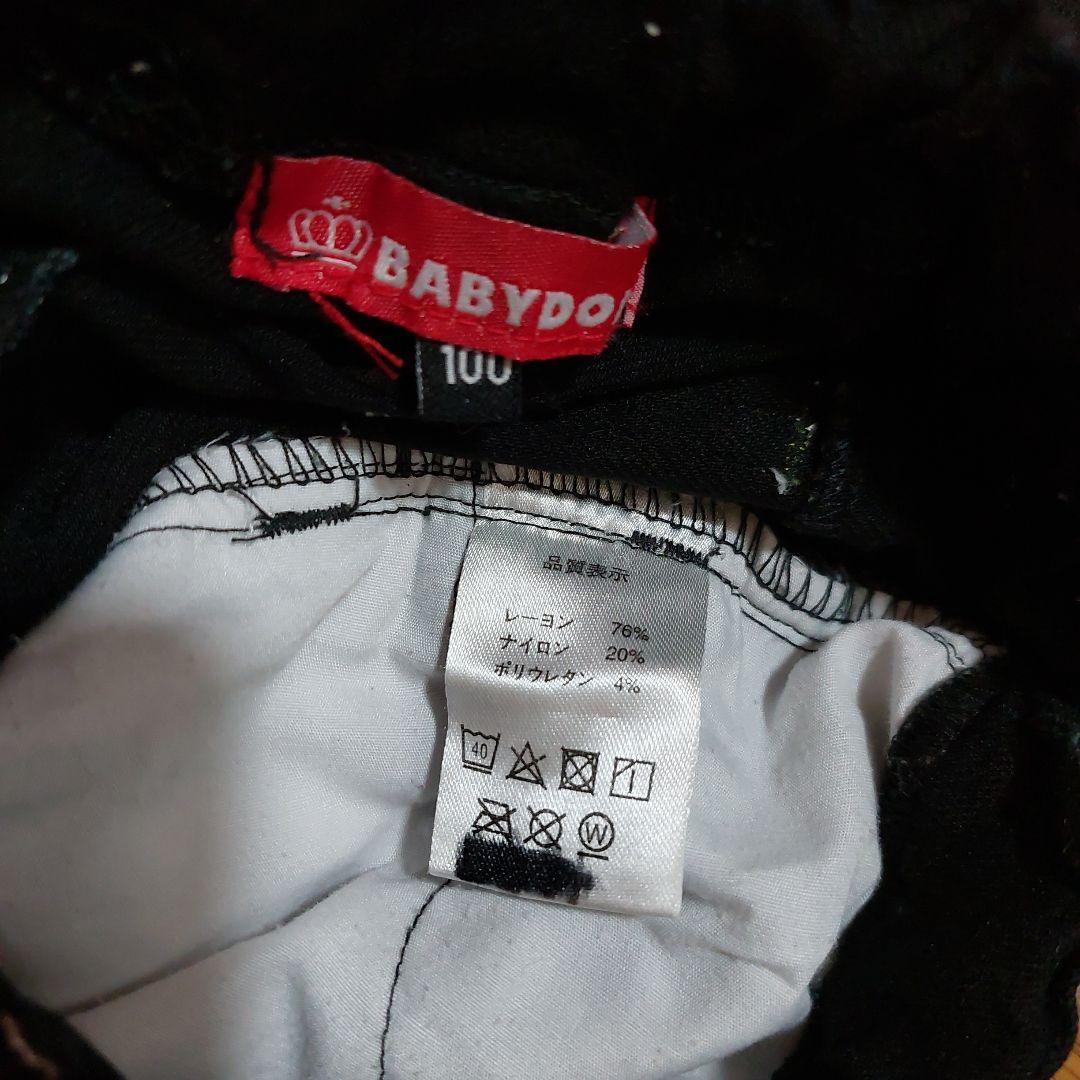 BABYDO
100
品質表示
レーヨン 76%
ナイロン 20%
ポリウレタン 4%
40
W